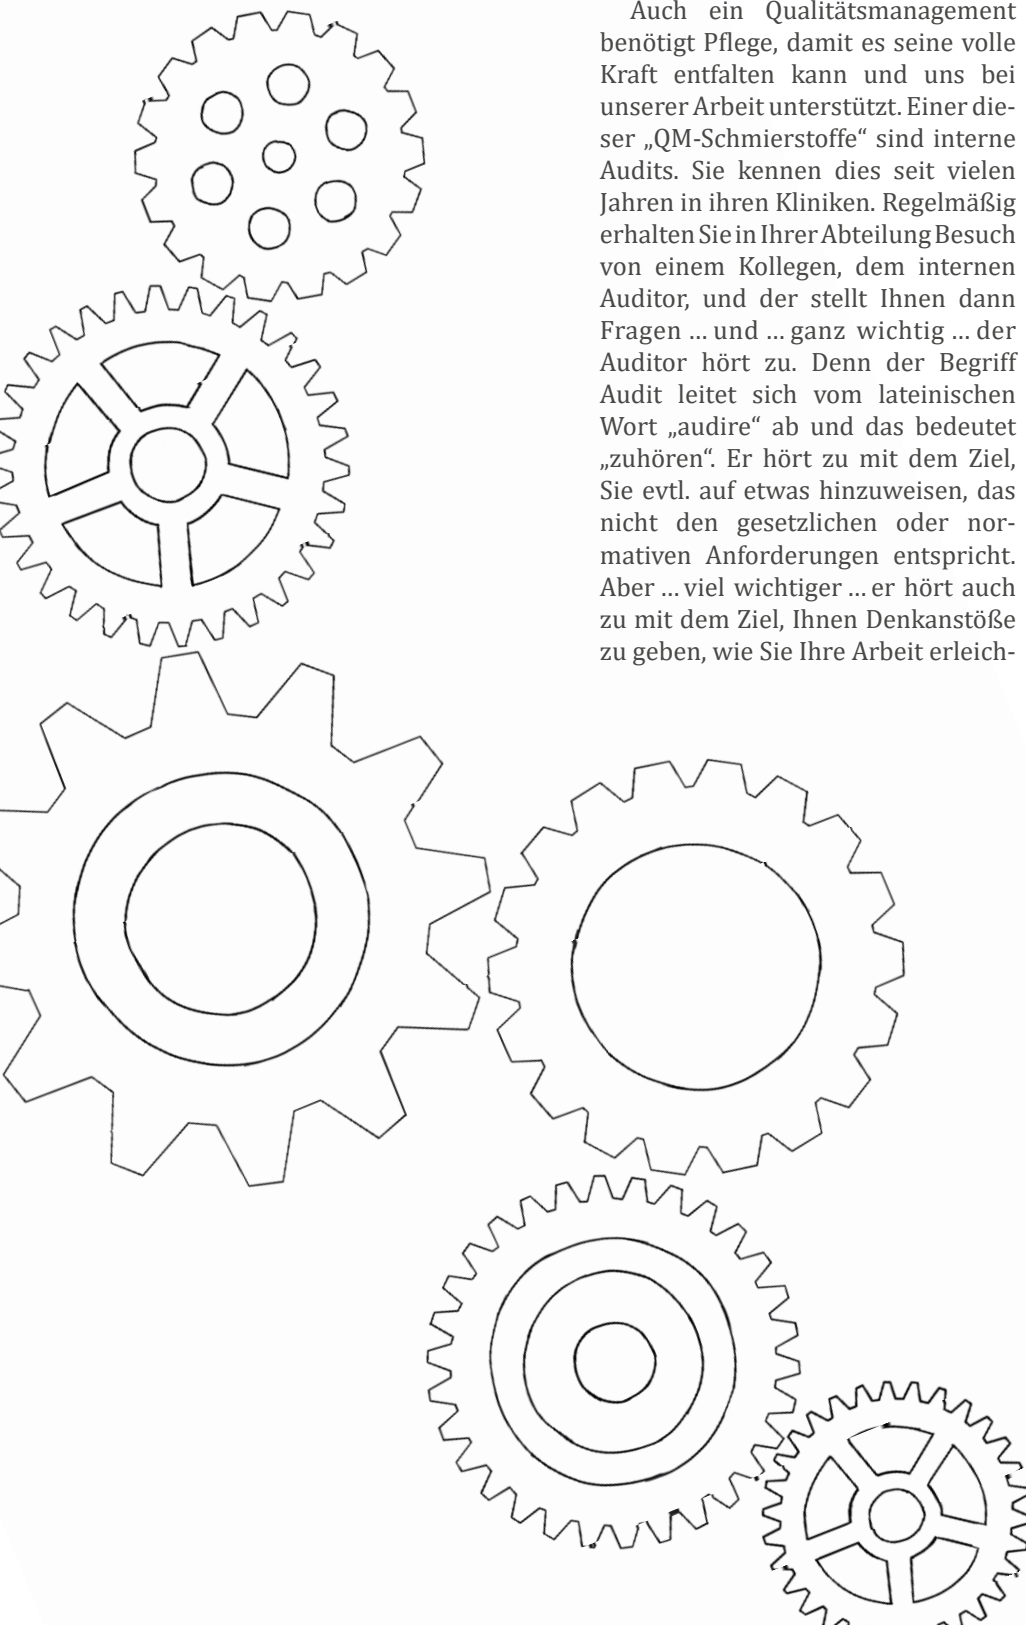 Auch ein Qualitätsmanagement
benötigt Pflege, damit es seine volle
Kraft entfalten kann und uns bei
unserer Arbeit unterstützt. Einer die-
ser „QM-Schmierstoffe“ sind interne
Audits. Sie kennen dies seit vielen
Jahren in ihren Kliniken. Regelmäßig
erhalten Sie in Ihrer Abteilung Besuch
von einem Kollegen, dem internen
Auditor, und der stellt Ihnen dann
Fragen ... und ... ganz wichtig ... der
Auditor hört zu. Denn der Begriff
Audit leitet sich vom lateinischen
Wort „audire“ ab und das bedeutet
„zuhören“. Er hört zu mit dem Ziel,
Sie evtl. auf etwas hinzuweisen, das
nicht den gesetzlichen oder nor-
mativen Anforderungen entspricht.
Aber ... viel wichtiger ... er hört auch
zu mit dem Ziel, Ihnen Denkanstöße
zu geben, wie Sie Ihre Arbeit erleich-